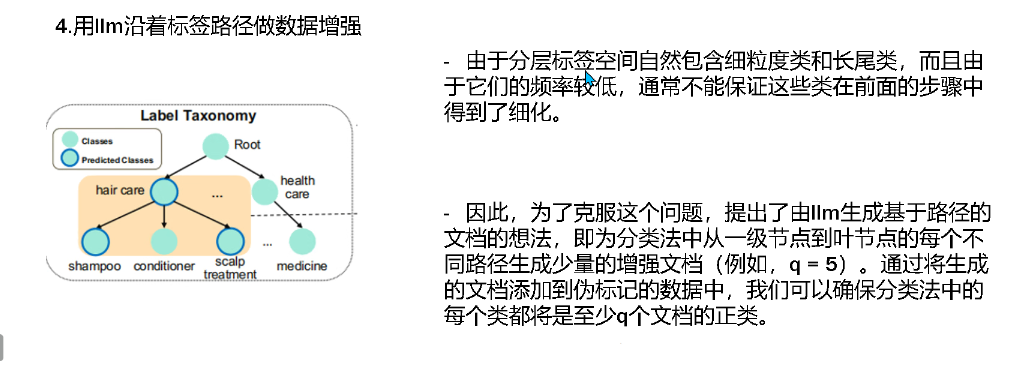 4.用llm沿着标签路径做数据增强
- 由于分层标签空间自然包含细粒度类和长尾类，而且由
于它们的频率较低，通常不能保证这些类在前面的步骤中
得到了细化。
Label Taxonomy
Classes
Predicted Classes
Root
hair care
...
health
care
shampoo
conditioner
scalp
treatment
...
medicine
- 因此，为了克服这个问题，提出了由llm生成基于路径的
文档的想法，即为分类法中从一级节点到叶节点的每个不
同路径生成少量的增强文档（例如，q = 5）。通过将生成
的文档添加到伪标记的数据中，我们可以确保分类法中的
每个类都将是至少q个文档的正类。